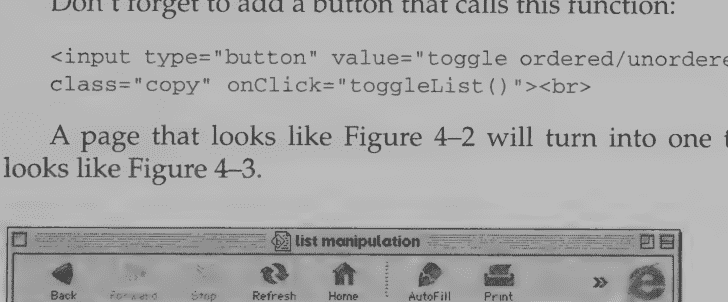 Don't forget to add a button that calls this function:
<input type="button" value="toggle ordered/unordere
class="copy" onClick="toggleList()"><br>
A page that looks like Figure 4–2 will turn into one t
looks like Figure 4–3.
list manipulation
Back Forward Stop Refresh Home AutoFill Print »